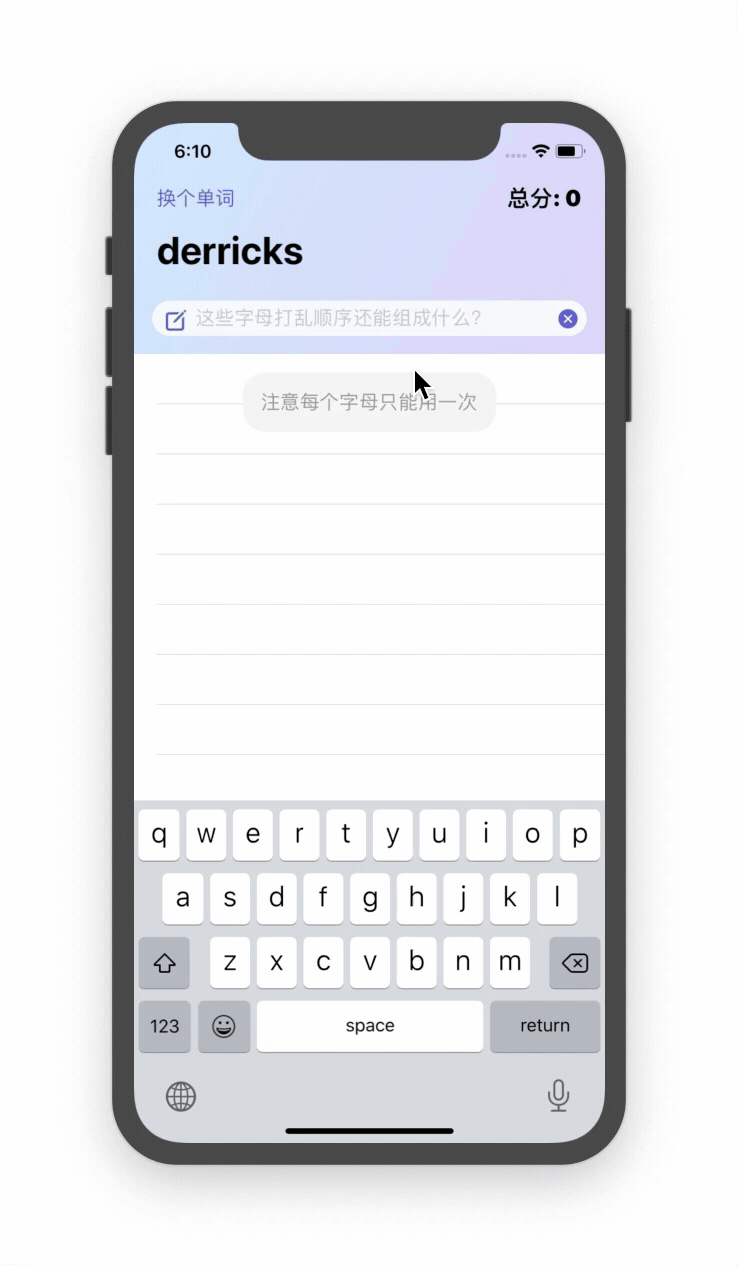 6:10
换个单词
总分: 0
derricks
这些字母打乱顺序还能组成什么？
注意每个字母只能用一次
q w e r t y u i o p
a s d f g h j k l
z x c v b n m
123 space return